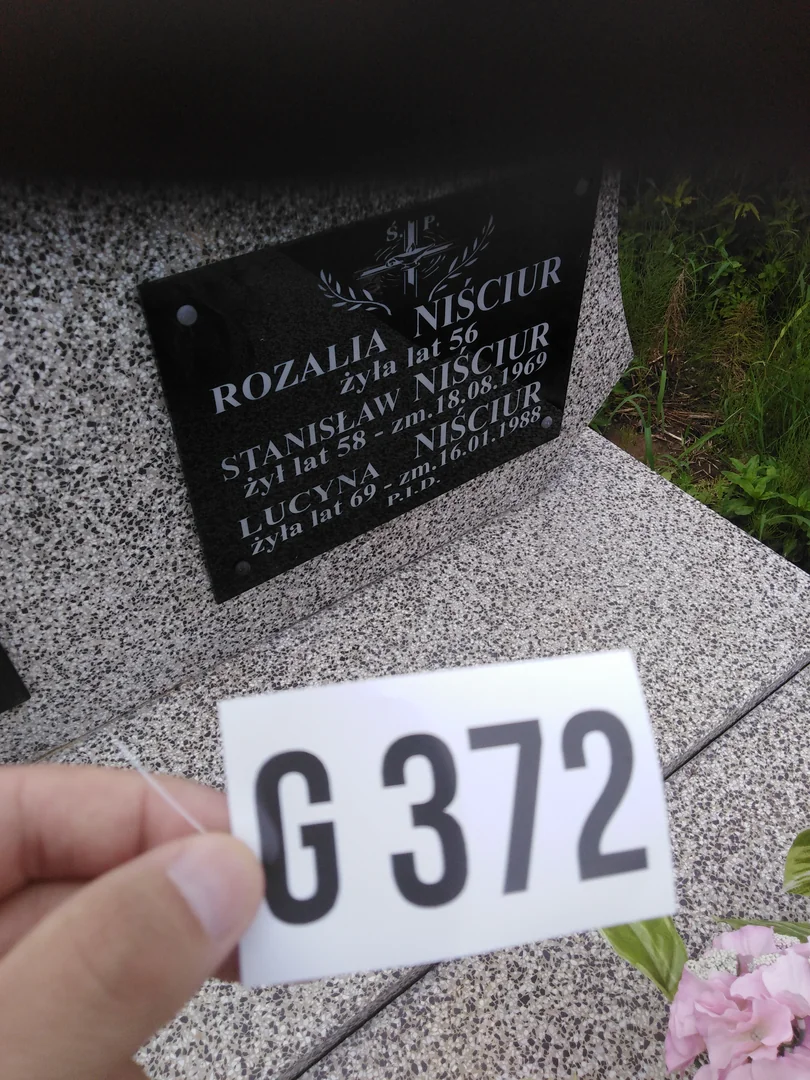 Ś. P.
ROZALIA NIŚCIUR
żyła lat 56
STANISŁAW NIŚCIUR
żył lat 58 - zm.18.08.1969
LUCYNA NIŚCIUR
żyła lat 69 - zm.16.01.1988
P.I.D.
G 372